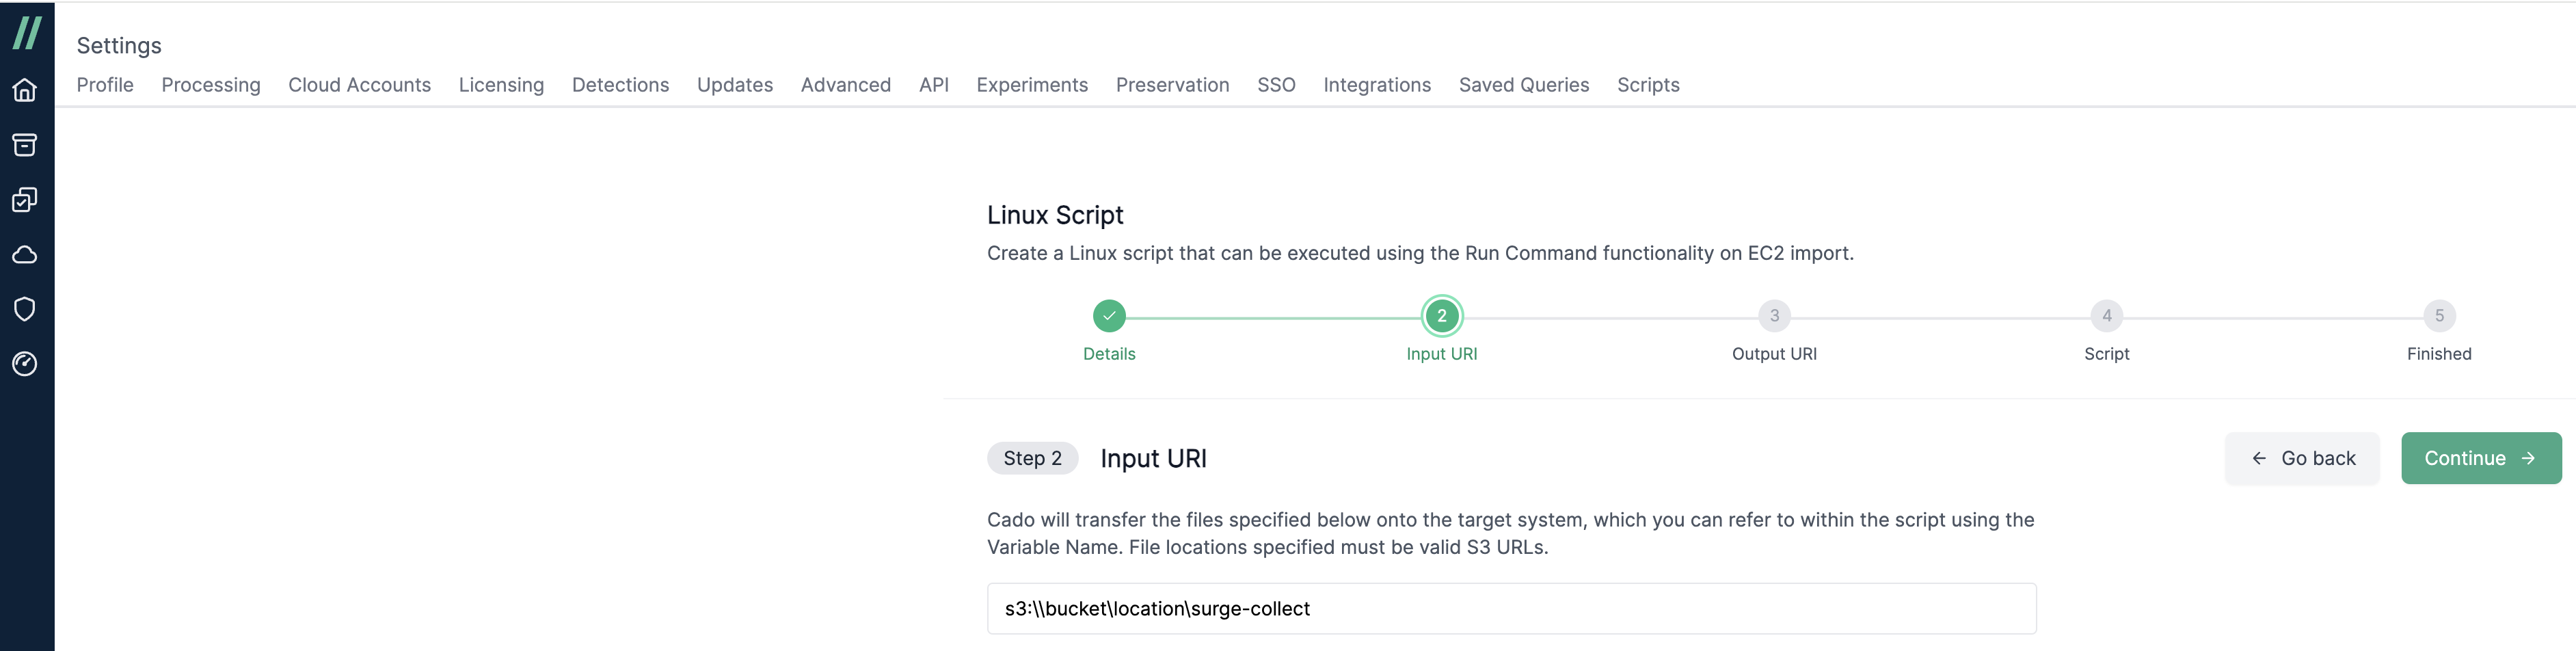 Settings
Profile Processing Cloud Accounts Licensing Detections Updates Advanced API Experiments Preservation SSO Integrations Saved Queries Scripts
Linux Script
Create a Linux script that can be executed using the Run Command functionality on EC2 import.
2 3 4 5
Details Input URI Output URI Script Finished
Step 2 Input URI Go back Continue
Cado will transfer the files specified below onto the target system, which you can refer to within the script using the
Variable Name. File locations specified must be valid S3 URLs.
s3:\\bucket\location\surge-collect